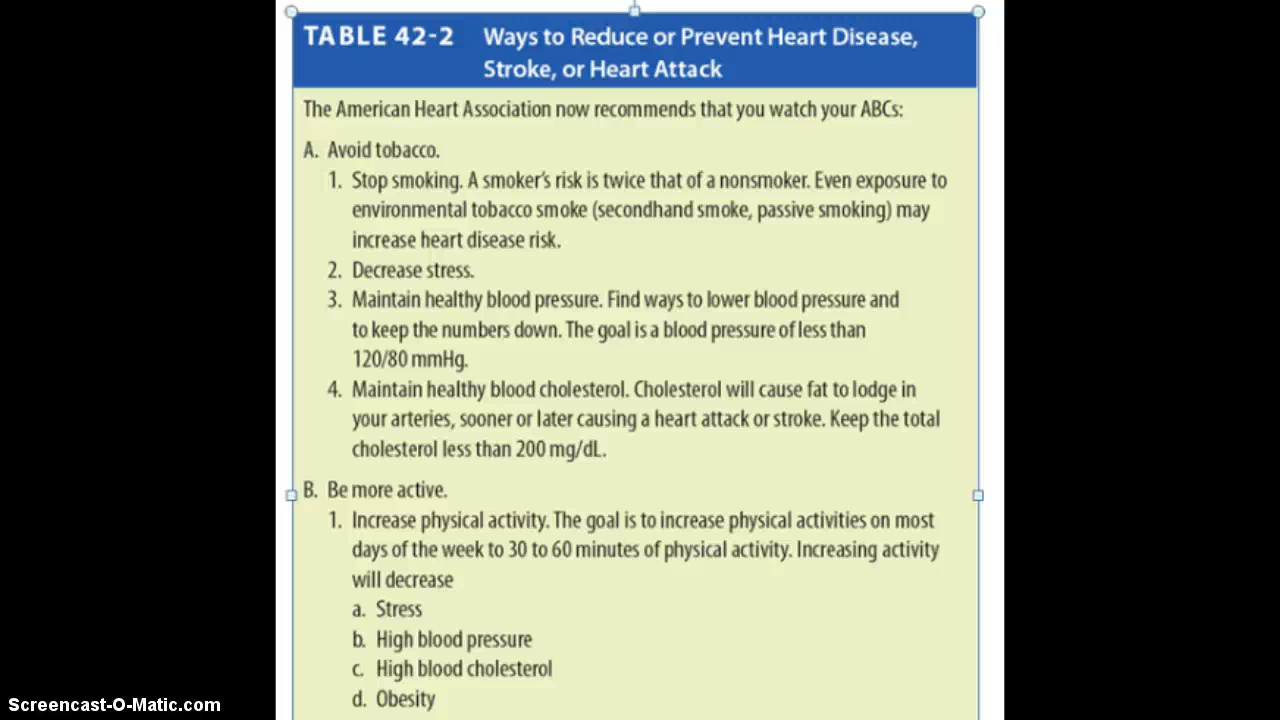 TABLE 42-2 Ways to Reduce or Prevent Heart Disease,
Stroke, or Heart Attack
The American Heart Association now recommends that you watch your ABCs:
A. Avoid tobacco.
1. Stop smoking. A smoker's risk is twice that of a nonsmoker. Even exposure to
environmental tobacco smoke (secondhand smoke, passive smoking) may
increase heart disease risk.
2. Decrease stress.
3. Maintain healthy blood pressure. Find ways to lower blood pressure and
to keep the numbers down. The goal is a blood pressure of less than
120/80 mmHg.
4. Maintain healthy blood cholesterol. Cholesterol will cause fat to lodge in
your arteries, sooner or later causing a heart attack or stroke. Keep the total
cholesterol less than 200 mg/dL.
B. Be more active.
1. Increase physical activity. The goal is to increase physical activities on most
days of the week to 30 to 60 minutes of physical activity. Increasing activity
will decrease
a. Stress
b. High blood pressure
c. High blood cholesterol
d. Obesity
Screencast-O-Matic.com